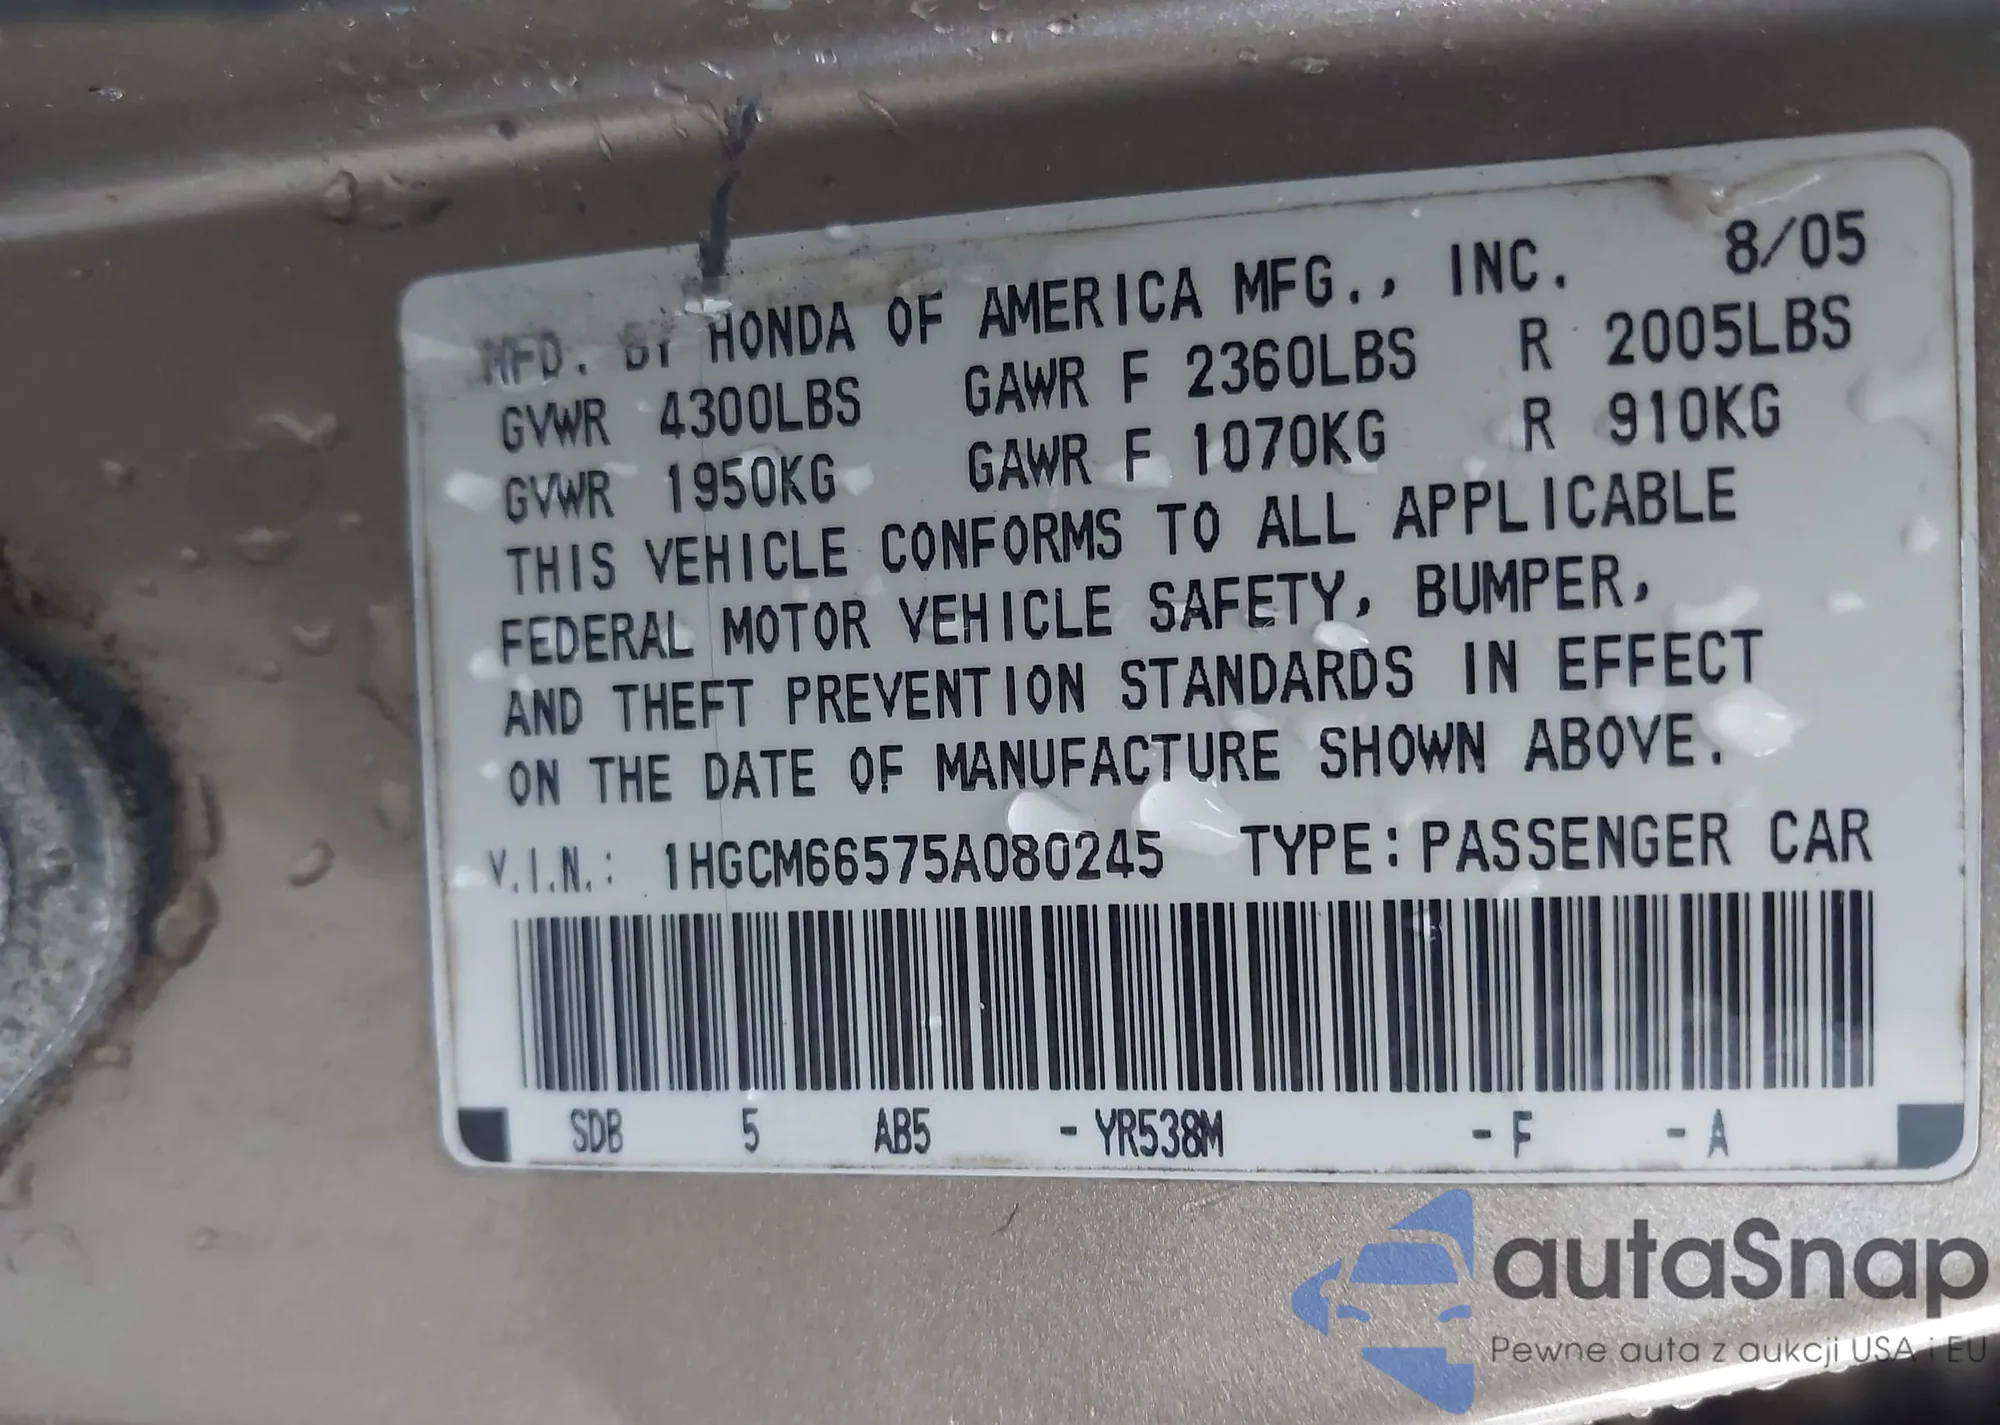 MFD. BY HONDA OF AMERICA MFG., INC. 8/05
GVWR 4300LBS GAWR F 2360LBS R 2005LBS
GVWR 1950KG GAWR F 1070KG R 910KG
THIS VEHICLE CONFORMS TO ALL APPLICABLE
FEDERAL MOTOR VEHICLE SAFETY, BUMPER,
AND THEFT PREVENTION STANDARDS IN EFFECT
ON THE DATE OF MANUFACTURE SHOWN ABOVE.
V.I.N.: 1HGCM66575A080245 TYPE: PASSENGER CAR
SDB 5 AB5 - YR538M - F - A
autaSnap
Pewne auta z aukcji USA i EU